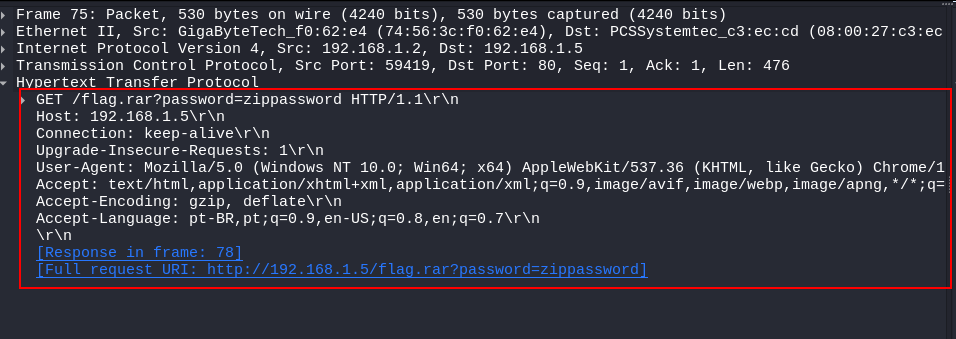 Frame 75: Packet, 530 bytes on wire (4240 bits), 530 bytes captured (4240 bits)
Ethernet II, Src: GigaByteTech_f0:62:e4 (74:56:3c:f0:62:e4), Dst: PCSSystemtec_c3:ec:cd (08:00:27:c3:ec
Internet Protocol Version 4, Src: 192.168.1.2, Dst: 192.168.1.5
Transmission Control Protocol, Src Port: 59419, Dst Port: 80, Seq: 1, Ack: 1, Len: 476
Hypertext Transfer Protocol
GET /flag.rar?password=zippassword HTTP/1.1\r\n
Host: 192.168.1.5\r\n
Connection: keep-alive\r\n
Upgrade-Insecure-Requests: 1\r\n
User-Agent: Mozilla/5.0 (Windows NT 10.0; Win64; x64) AppleWebKit/537.36 (KHTML, like Gecko) Chrome/1
Accept: text/html,application/xhtml+xml,application/xml;q=0.9,image/avif,image/webp,image/apng,*/*;q=
Accept-Encoding: gzip, deflate\r\n
Accept-Language: pt-BR,pt;q=0.9,en-US;q=0.8,en;q=0.7\r\n
\r\n
[Response in frame: 78]
[Full request URI: http://192.168.1.5/flag.rar?password=zippassword]